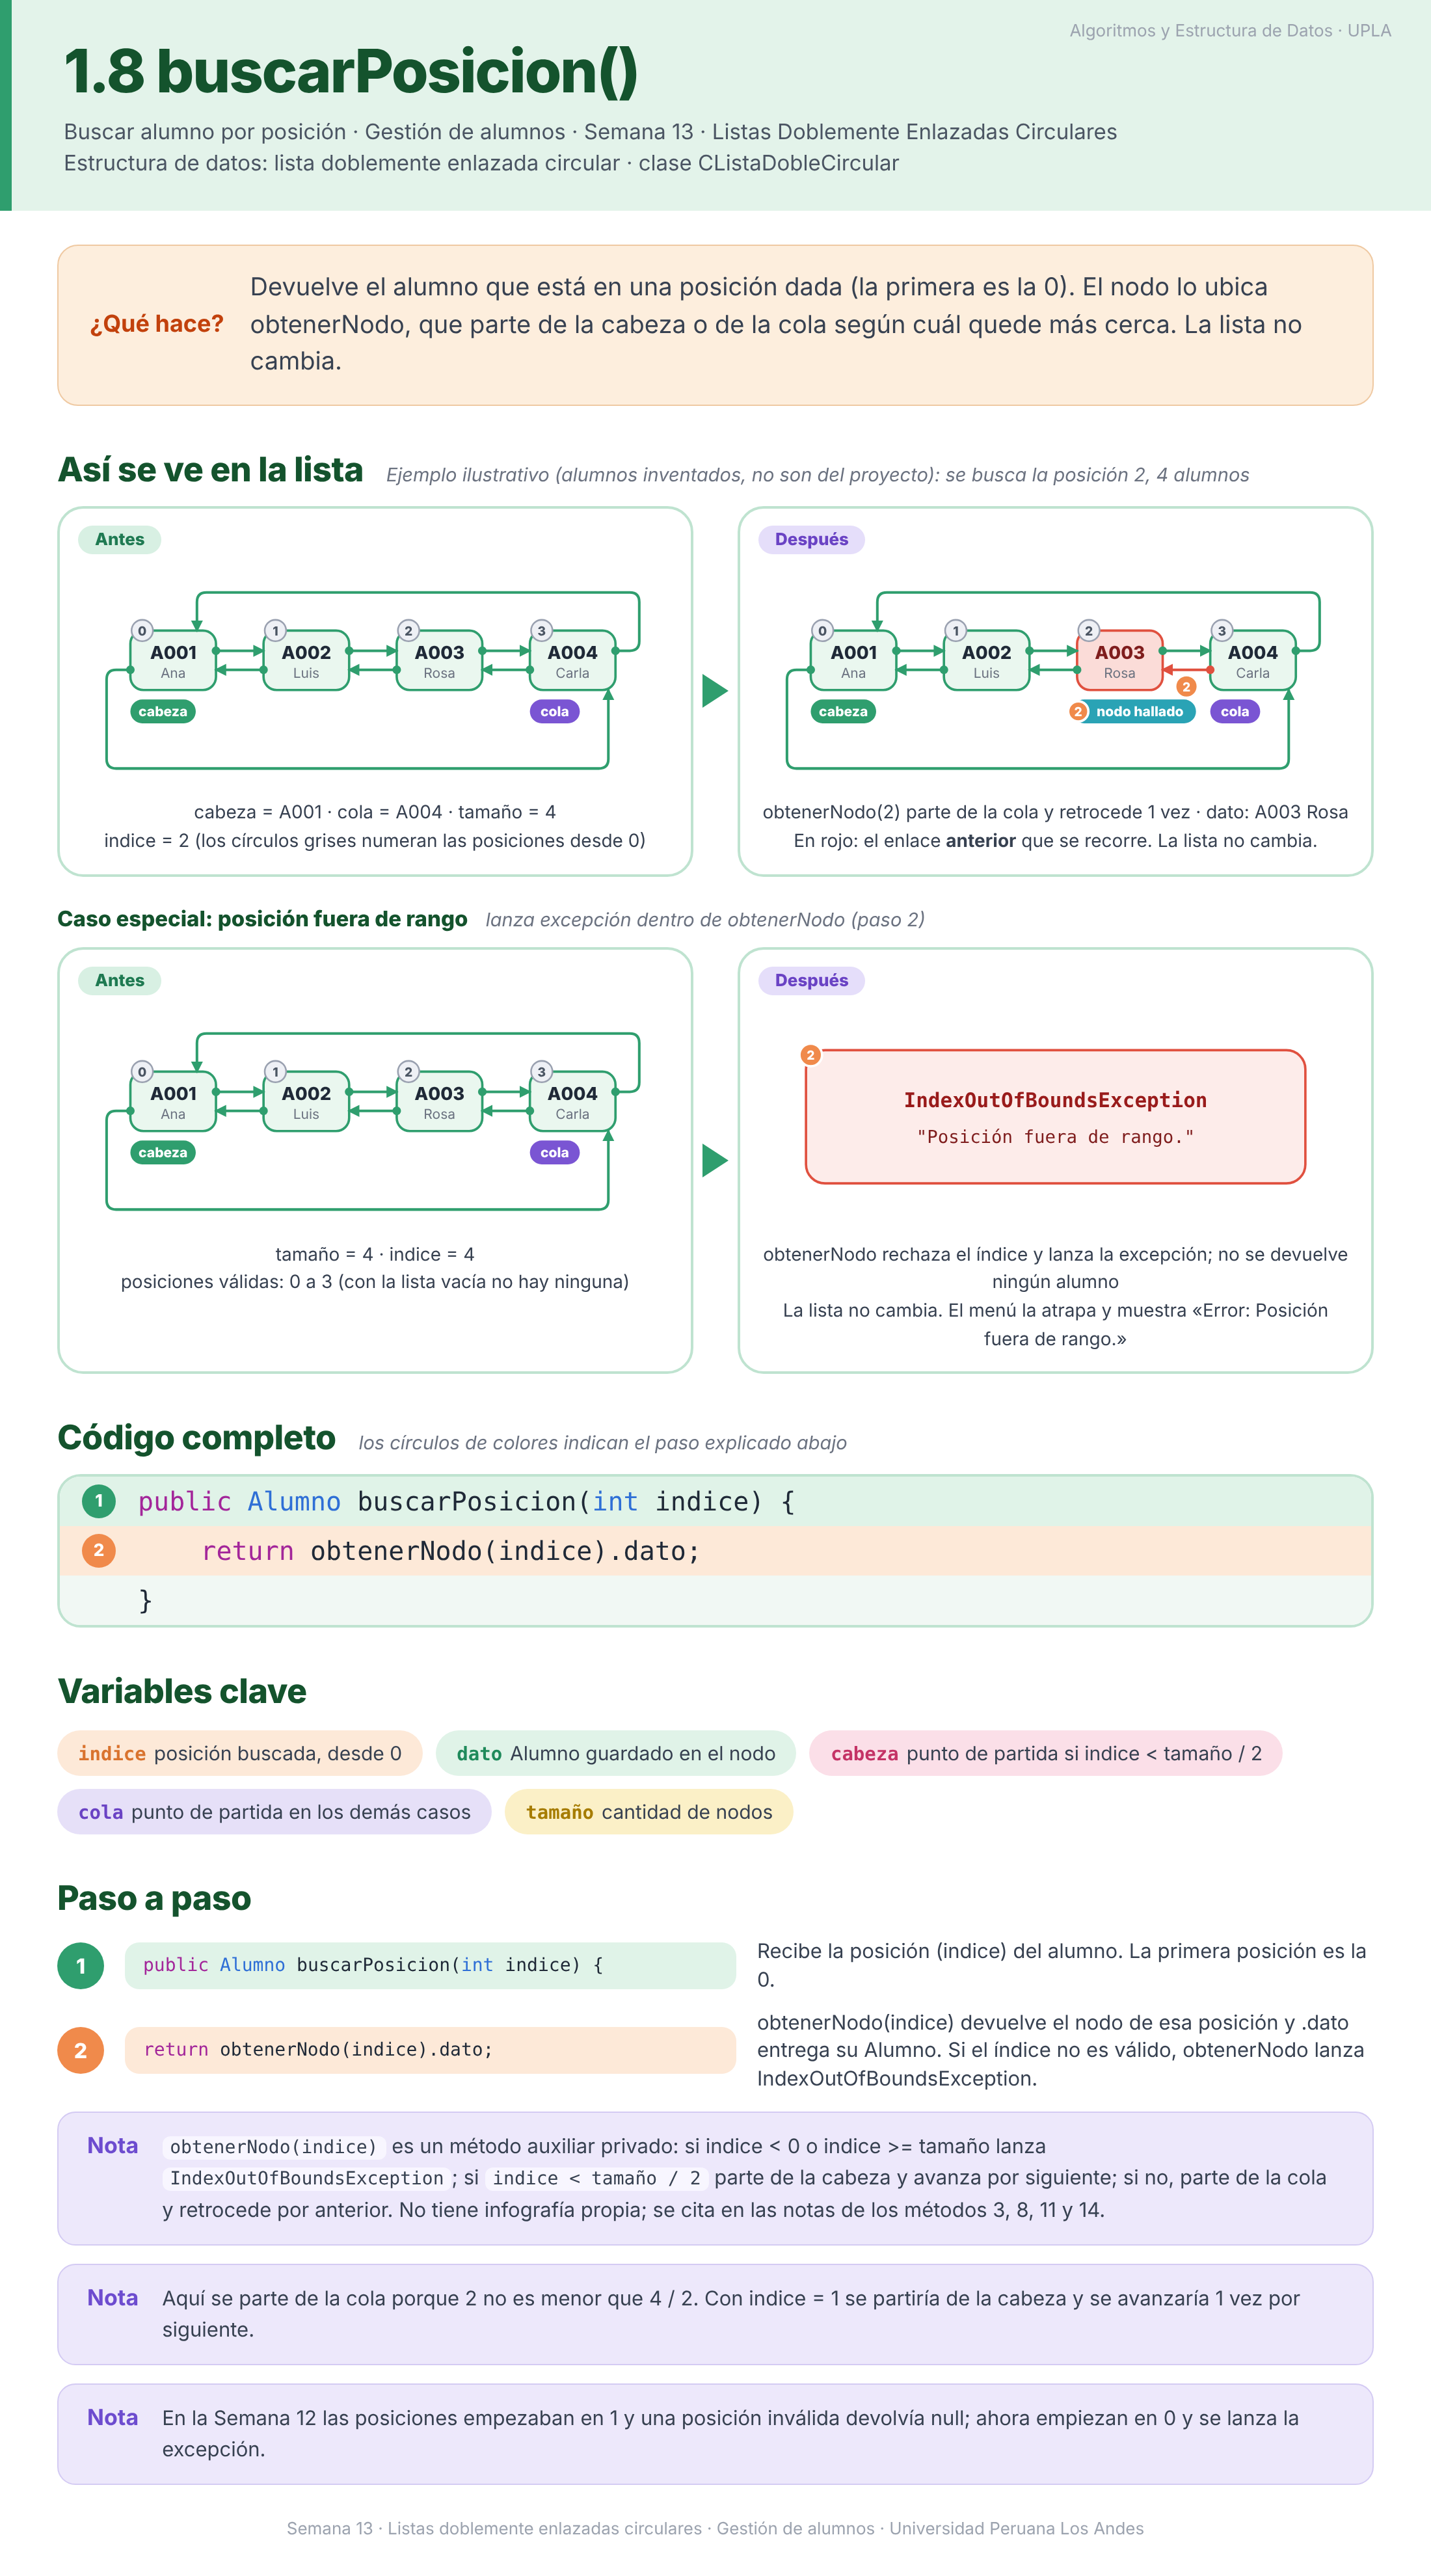 Algoritmos y Estructura de Datos · UPLA
1.8 buscarPosicion()
Buscar alumno por posición · Gestión de alumnos · Semana 13 · Listas Doblemente Enlazadas Circulares
Estructura de datos: lista doblemente enlazada circular · clase CListaDobleCircular
¿Qué hace?
Devuelve el alumno que está en una posición dada (la primera es la 0). El nodo lo ubica
obtenerNodo, que parte de la cabeza o de la cola según cuál quede más cerca. La lista no
cambia.
Así se ve en la lista Ejemplo ilustrativo (alumnos inventados, no son del proyecto): se busca la posición 2, 4 alumnos
Antes
0 1 2 3
A001 A002 A003 A004
Ana Luis Rosa Carla
cabeza cola
cabeza = A001 · cola = A004 · tamaño = 4
indice = 2 (los círculos grises numeran las posiciones desde 0)
Después
0 1 2 3
A001 A002 A003 A004
Ana Luis Rosa Carla
2
cabeza 2 nodo hallado cola
obtenerNodo(2) parte de la cola y retrocede 1 vez · dato: A003 Rosa
En rojo: el enlace anterior que se recorre. La lista no cambia.
Caso especial: posición fuera de rango lanza excepción dentro de obtenerNodo (paso 2)
Antes
0 1 2 3
A001 A002 A003 A004
Ana Luis Rosa Carla
cabeza cola
tamaño = 4 · indice = 4
posiciones válidas: 0 a 3 (con la lista vacía no hay ninguna)
Después
2
IndexOutOfBoundsException
"Posición fuera de rango."
obtenerNodo rechaza el índice y lanza la excepción; no se devuelve
ningún alumno
La lista no cambia. El menú la atrapa y muestra «Error: Posición
fuera de rango.»
Código completo los círculos de colores indican el paso explicado abajo
1 public Alumno buscarPosicion(int indice) {
2 return obtenerNodo(indice).dato;
}
Variables clave
indice posición buscada, desde 0
dato Alumno guardado en el nodo
cabeza punto de partida si indice < tamaño / 2
cola punto de partida en los demás casos
tamaño cantidad de nodos
Paso a paso
1 public Alumno buscarPosicion(int indice) {
Recibe la posición (indice) del alumno. La primera posición es la
0.
2 return obtenerNodo(indice).dato;
obtenerNodo(indice) devuelve el nodo de esa posición y .dato
entrega su Alumno. Si el índice no es válido, obtenerNodo lanza
IndexOutOfBoundsException.
Nota
obtenerNodo(indice) es un método auxiliar privado: si indice < 0 o indice >= tamaño lanza
IndexOutOfBoundsException; si indice < tamaño / 2 parte de la cabeza y avanza por siguiente; si no, parte de la cola
y retrocede por anterior. No tiene infografía propia; se cita en las notas de los métodos 3, 8, 11 y 14.
Nota
Aquí se parte de la cola porque 2 no es menor que 4 / 2. Con indice = 1 se partiría de la cabeza y se avanzaría 1 vez por
siguiente.
Nota
En la Semana 12 las posiciones empezaban en 1 y una posición inválida devolvía null; ahora empiezan en 0 y se lanza la
excepción.
Semana 13 · Listas doblemente enlazadas circulares · Gestión de alumnos · Universidad Peruana Los Andes